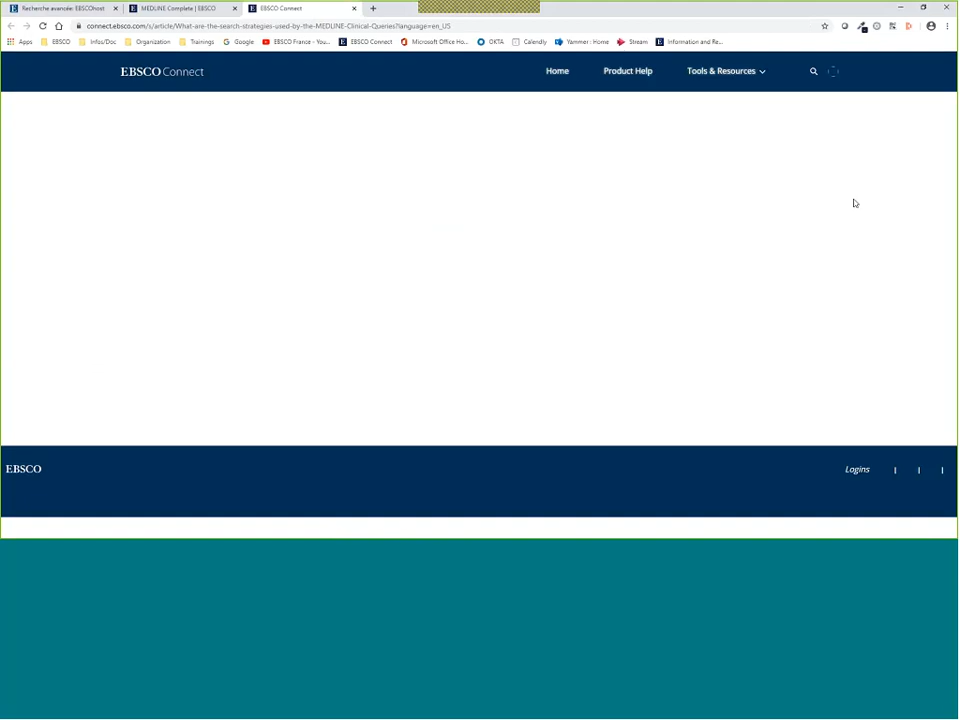 Recherche avancée: EBSCOhost
MEDLINE Complete | EBSCO
EBSCO Connect
connect.ebsco.com/s/article/What-are-the-search-strategies-used-by-the-MEDLINE-Clinical-Queries?language=en_US
Apps EBSCO Infos/Doc Organization Trainings Google EBSCO France - You... EBSCO Connect Microsoft Office Ho... OKTA Calendly Yammer : Home Stream Information and Re...
EBSCO Connect Home Product Help Tools & Resources
EBSCO Logins | | |